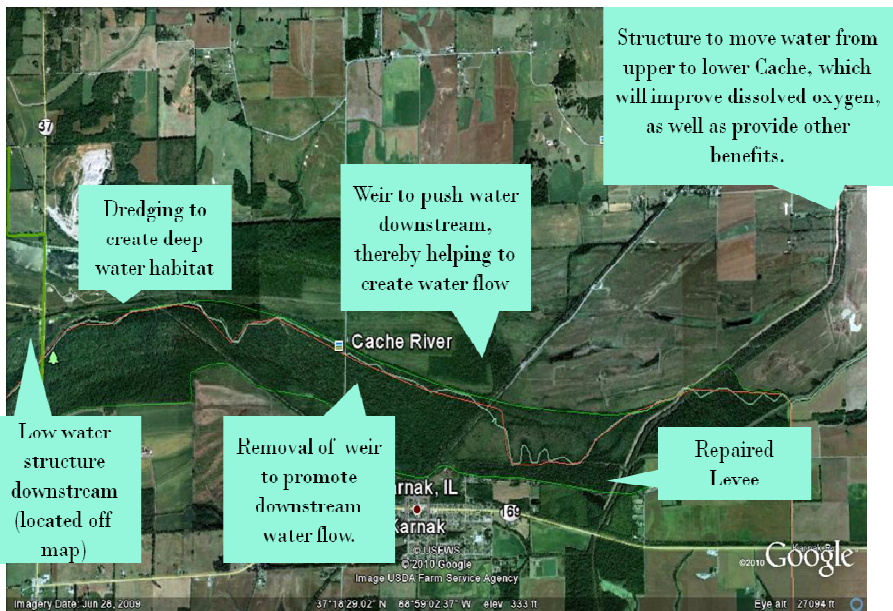 Structure to move water from
upper to lower Cache, which
will improve dissolved oxygen,
as well as provide other
benefits.
37
Dredging to
create deep
water habitat
Weir to push water
downstream,
thereby helping to
create water flow
Cache River
Low water
structure
downstream
(located off
map)
Removal of weir
to promote
downstream
water flow.
Repaired
Levee
arnak, IL
Karnak
169
© USFWS
© 2010 Google
Image USDA Farm Service Agency
©2010 Google
Imagery Date: Jun 28, 2009
37°18'29.02" N 88°59'02.37" W elev 333 ft
Eye alt 27094 ft